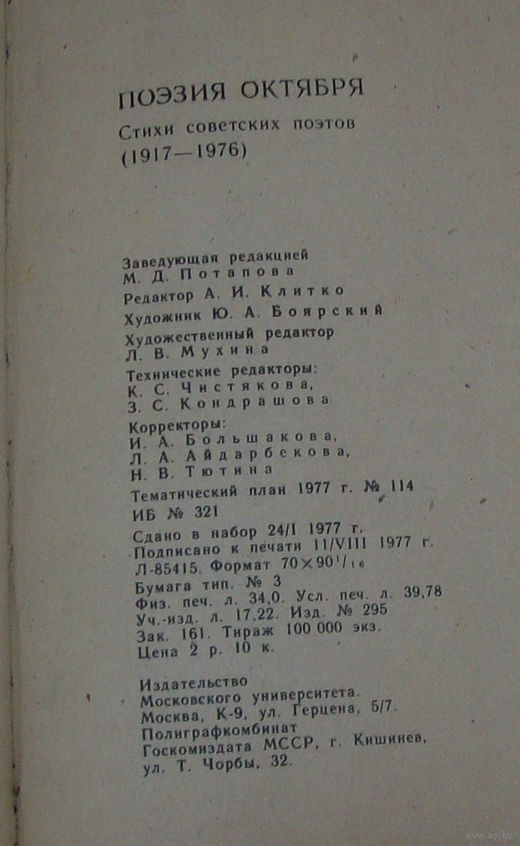 ПОЭЗИЯ ОКТЯБРЯ
Стихи советских поэтов
(1917—1976)
Заведующая редакцией
М. Д. Потапова
Редактор А. И. Клитко
Художник Ю. А. Боярский
Художественный редактор
Л. В. Мухина
Технические редакторы:
К. С. Чистякова,
З. С. Кондрашова
Корректоры:
И. А. Большакова,
Л. А. Айдарбекова,
Н. В. Тютина
Тематический план 1977 г. № 114
ИБ № 321
Сдано в набор 24/I 1977 г.
Подписано к печати 11/VIII 1977 г.
Л-85415. Формат 70×90¹/₁₆
Бумага тип. № 3
Физ. печ. л. 34,0. Усл. печ. л. 39,78
Уч.-изд. л. 17,22. Изд. № 295
Зак. 161. Тираж 100 000 экз.
Цена 2 р. 10 к.
Издательство
Московского университета.
Москва, К-9, ул. Герцена, 5/7.
Полиграфкомбинат
Госкомиздата МССР, г. Кишинев,
ул. Т. Чорбы, 32.
www.ay.by